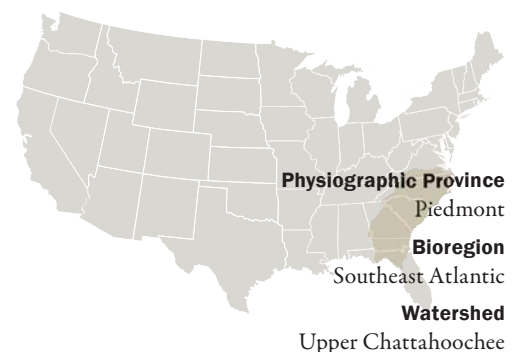 Physiographic Province
Piedmont
Bioregion
Southeast Atlantic
Watershed
Upper Chattahoochee